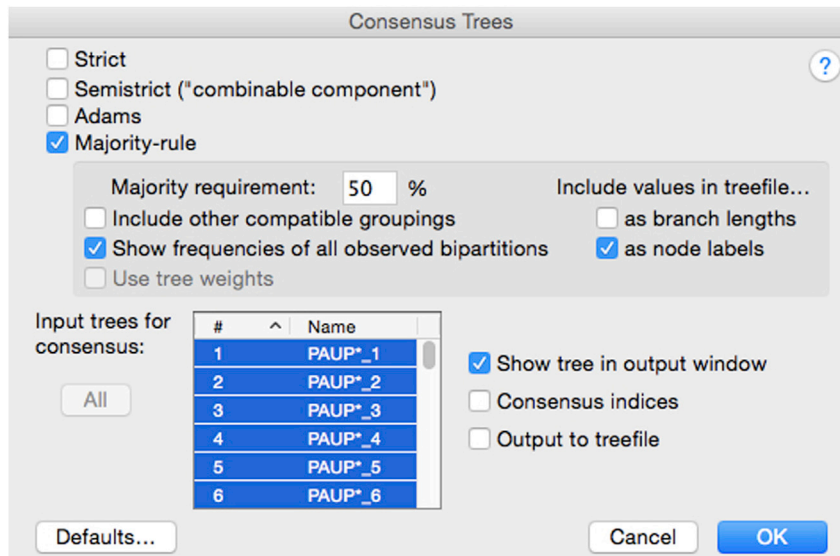 Consensus Trees
Strict
?
Semistrict ("combinable component")
Adams
Majority-rule
Majority requirement: 50 % Include values in treefile...
Include other compatible groupings as branch lengths
Show frequencies of all observed bipartitions as node labels
Use tree weights
Input trees for consensus:
# ^ Name
1 PAUP*_1
2 PAUP*_2
3 PAUP*_3
4 PAUP*_4
5 PAUP*_5
6 PAUP*_6
All
Show tree in output window
Consensus indices
Output to treefile
Defaults... Cancel OK